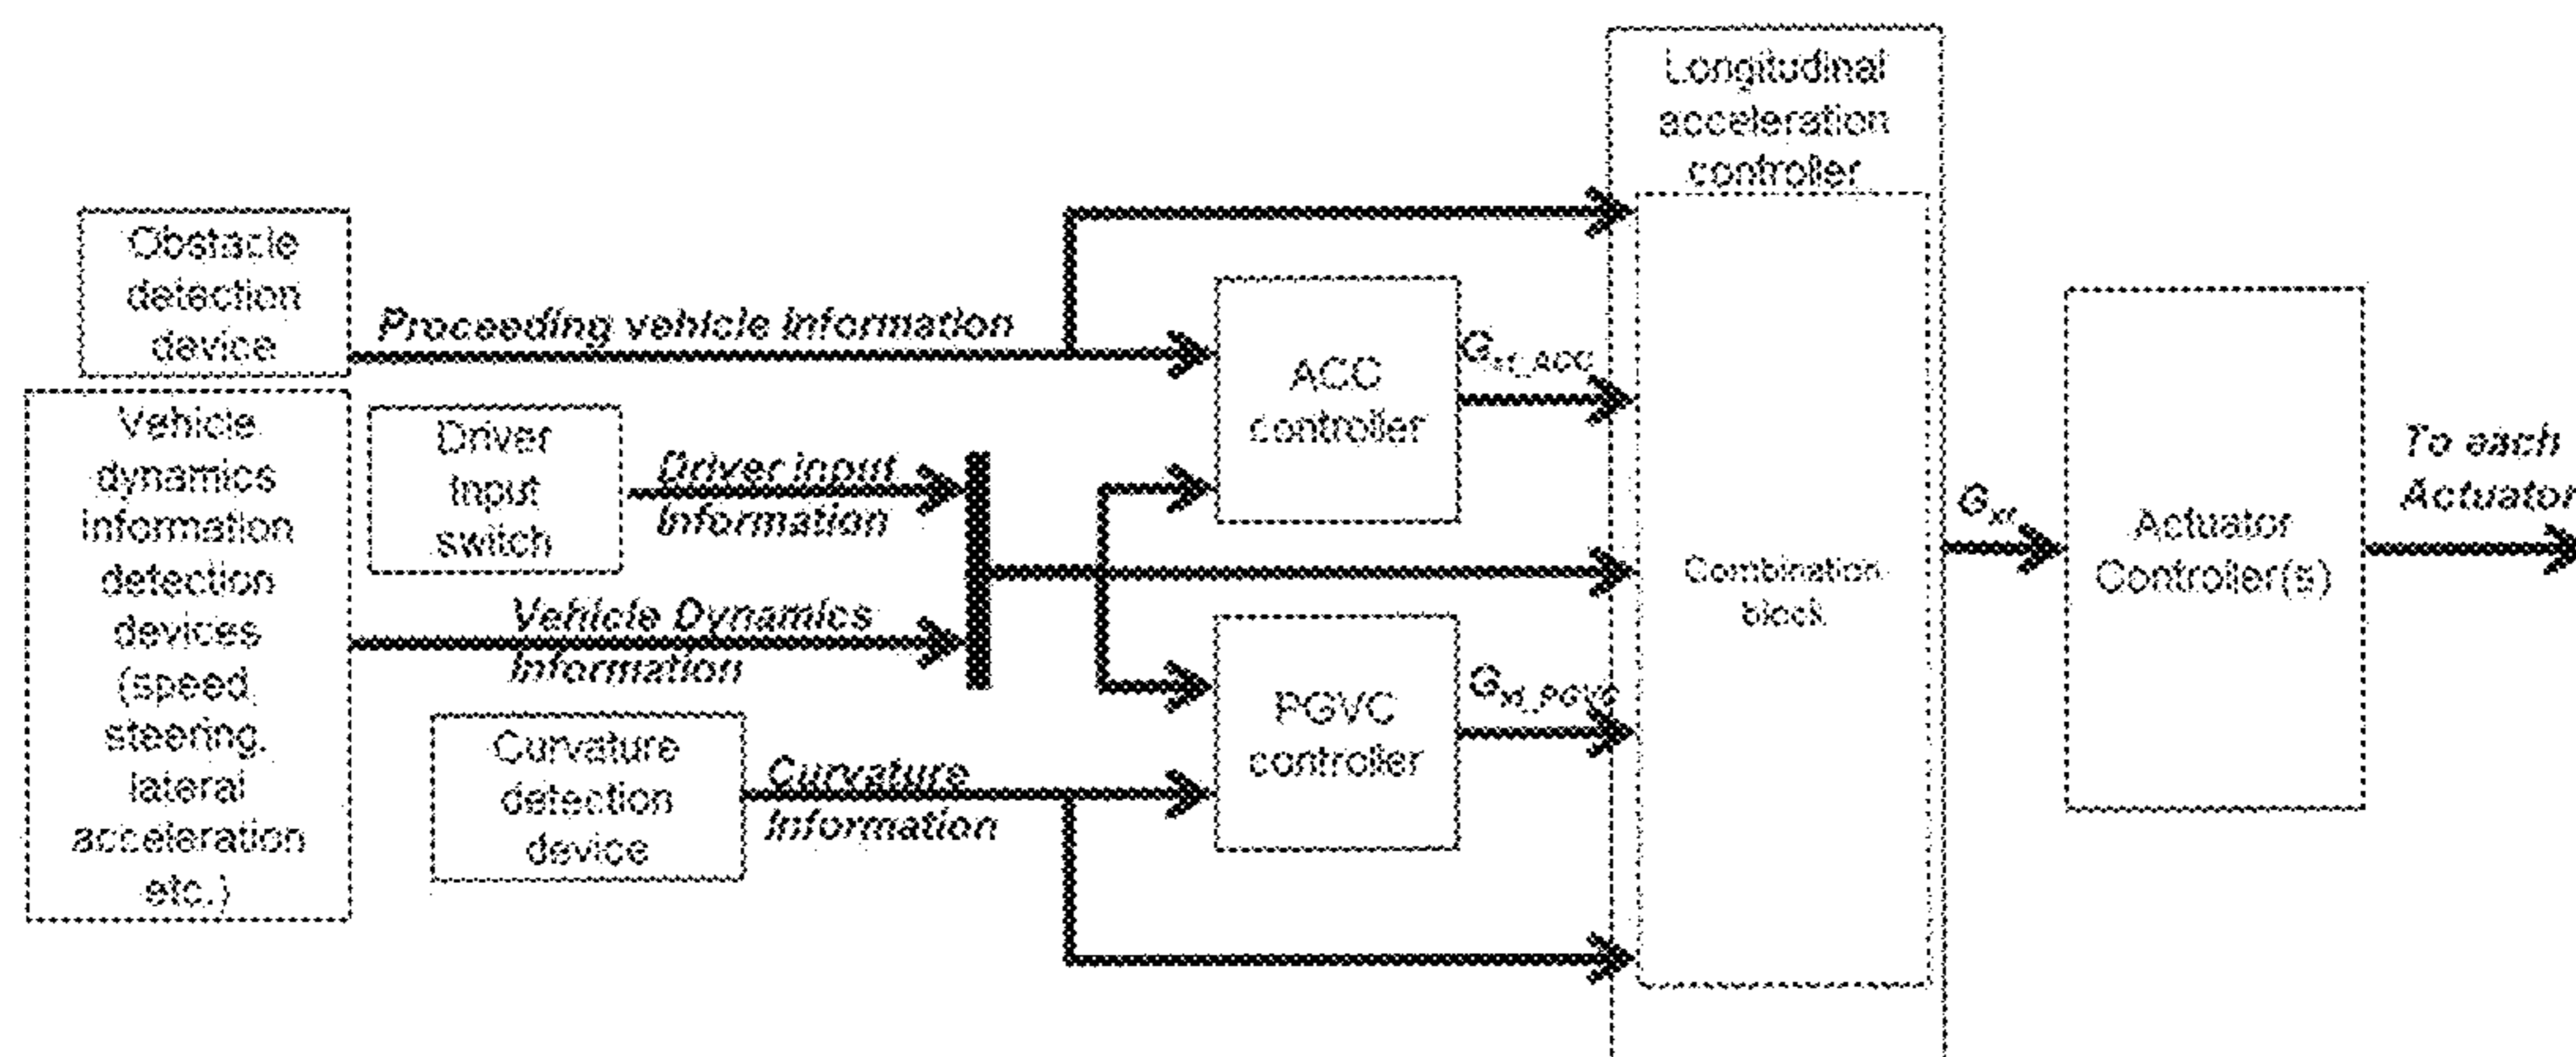 Longitudinal
acceleration
controller
Obstacle
detection
device
Proceeding vehicle information
Vehicle
dynamics
information
detection
devices
(speed,
steering,
lateral
acceleration
etc.)
Driver
Input
switch
Driver input
Information
Vehicle Dynamics
Information
Curvature
detection
device
Curvature
Information
ACC
controller
Gxt_ACC
PGVC
controller
Gxt_PGVC
Combination
block
Gxt
Actuator
Controller(s)
To each
Actuator